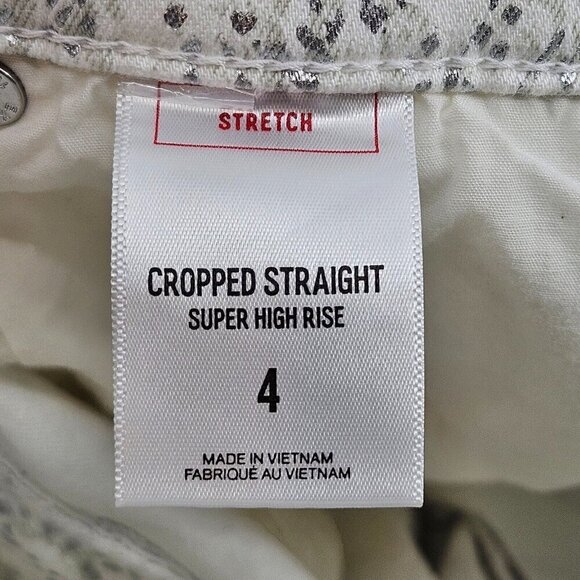 STRETCH
CROPPED STRAIGHT
SUPER HIGH RISE
4
MADE IN VIETNAM
FABRIQUÉ AU VIETNAM